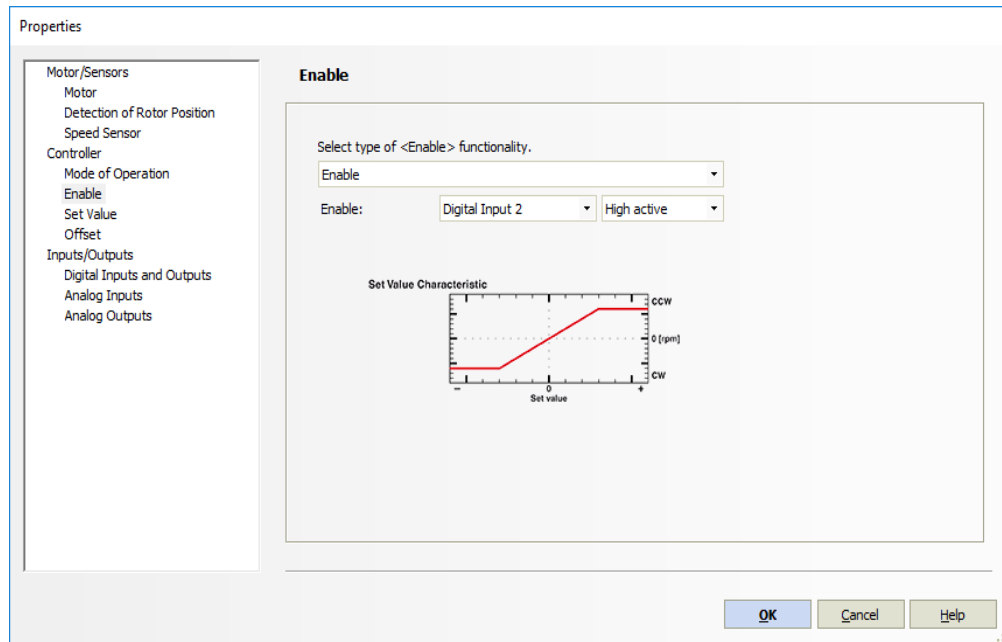 Properties
Motor/Sensors
Motor
Detection of Rotor Position
Speed Sensor
Controller
Mode of Operation
Enable
Set Value
Offset
Inputs/Outputs
Digital Inputs and Outputs
Analog Inputs
Analog Outputs
Enable
Select type of <Enable> functionality.
Enable
Enable: Digital Input 2 High active
Set Value Characteristic
CCW
0 [rpm]
CW
− 0 +
Set value
OK Cancel Help